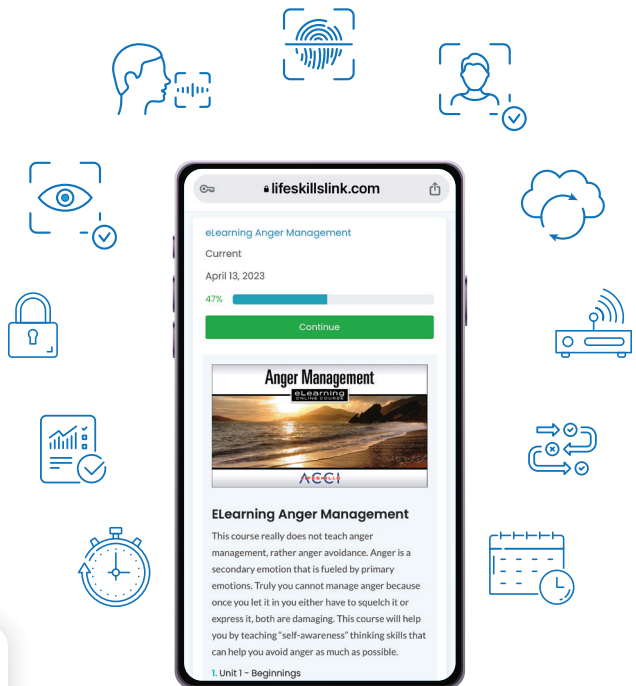 lifeskillslink.com
eLearning Anger Management
Current
April 13, 2023
47%
Continue
Anger Management
eLearning
ONLINE COURSE
ACCI
LIFESKILLS
ELearning Anger Management
This course really does not teach anger
management, rather anger avoidance. Anger is a
secondary emotion that is fueled by primary
emotions. Truly you cannot manage anger because
once you let it in you either have to squelch it or
express it, both are damaging. This course will help
you by teaching "self-awareness" thinking skills that
can help you avoid anger as much as possible.
1. Unit 1 - Beginnings